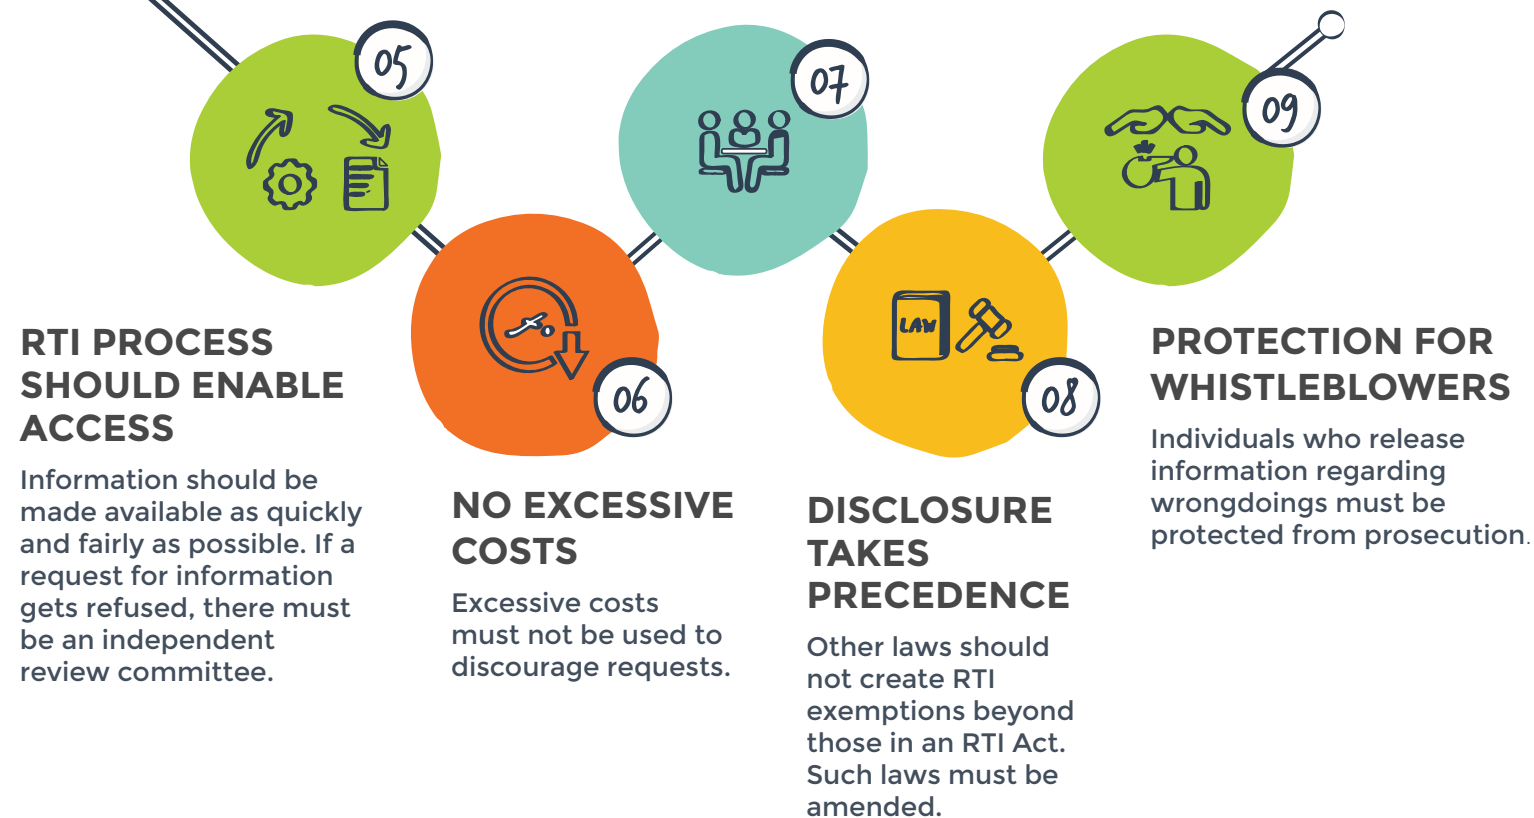 05
RTI PROCESS
SHOULD ENABLE
ACCESS
Information should be
made available as quickly
and fairly as possible. If a
request for information
gets refused, there must
be an independent
review committee.
06
NO EXCESSIVE
COSTS
Excessive costs
must not be used to
discourage requests.
07
08
LAW
DISCLOSURE
TAKES
PRECEDENCE
Other laws should
not create RTI
exemptions beyond
those in an RTI Act.
Such laws must be
amended.
09
PROTECTION FOR
WHISTLEBLOWERS
Individuals who release
information regarding
wrongdoings must be
protected from prosecution.